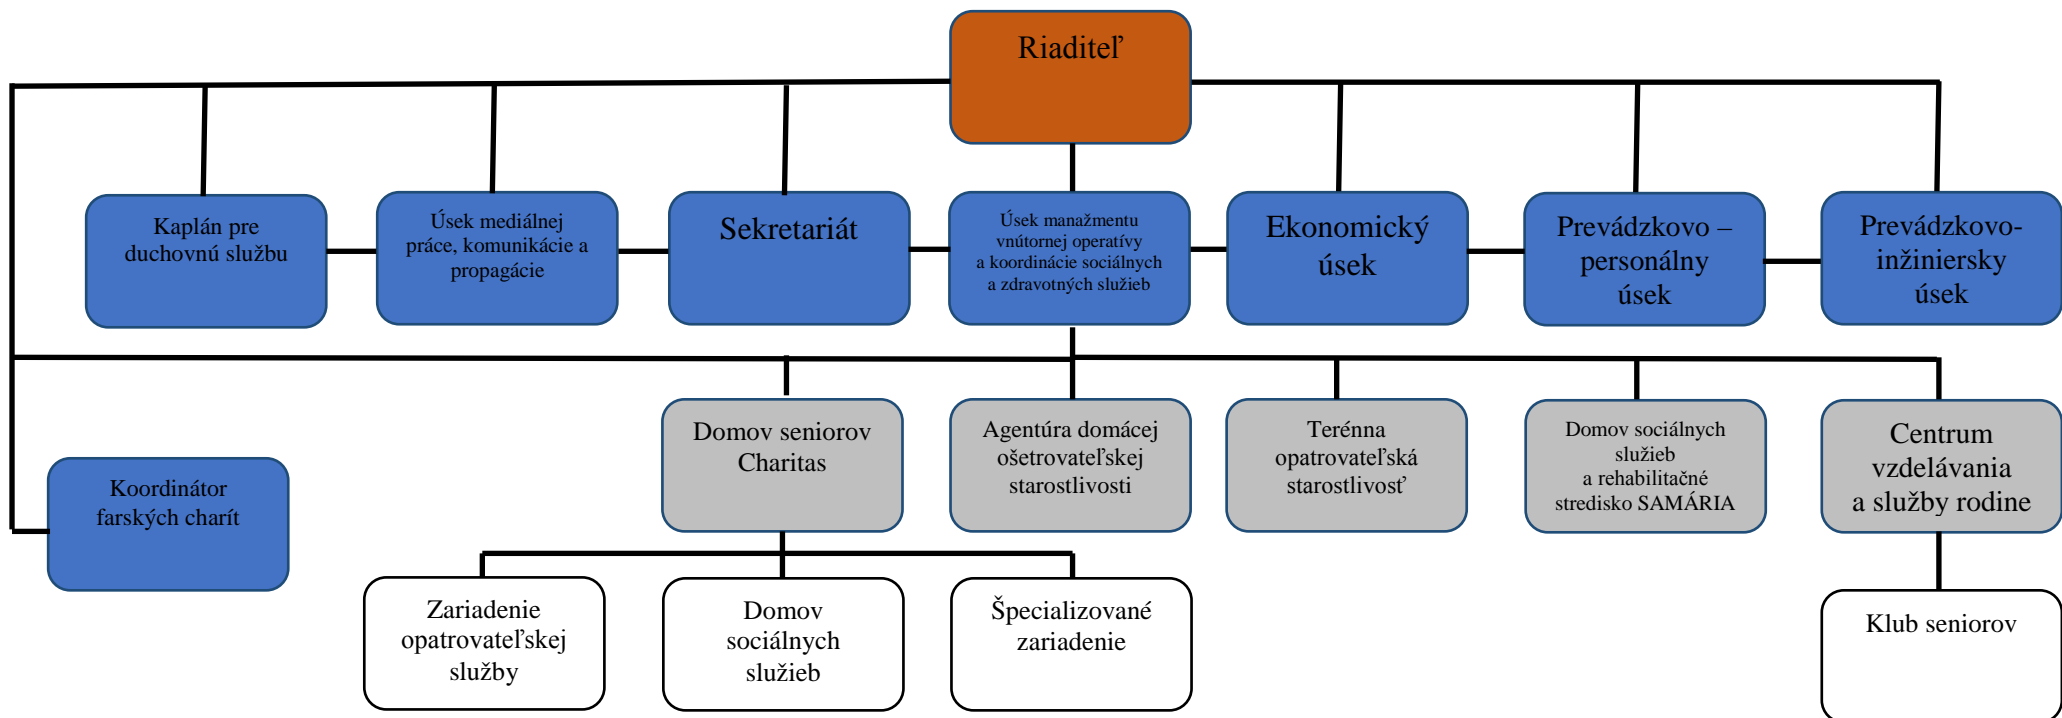 Riaditeľ
Kaplán pre
duchovnú službu
Úsek mediálnej
práce, komunikácie a
propagácie
Sekretariát
Úsek manažmentu
vnútornej operatívy
a koordinácie sociálnych
a zdravotných služieb
Ekonomický
úsek
Prevádzkovo –
personálny
úsek
Prevádzkovo-
inžiniersky
úsek
Domov seniorov
Charitas
Agentúra domácej
ošetrovateľskej
starostlivosti
Terénna
opatrovateľská
starostlivosť
Domov sociálnych
služieb
a rehabilitačné
stredisko SAMÁRIA
Centrum
vzdelávania
a služby rodine
Koordinátor
farských charít
Zariadenie
opatrovateľskej
služby
Domov
sociálnych
služieb
Špecializované
zariadenie
Klub seniorov